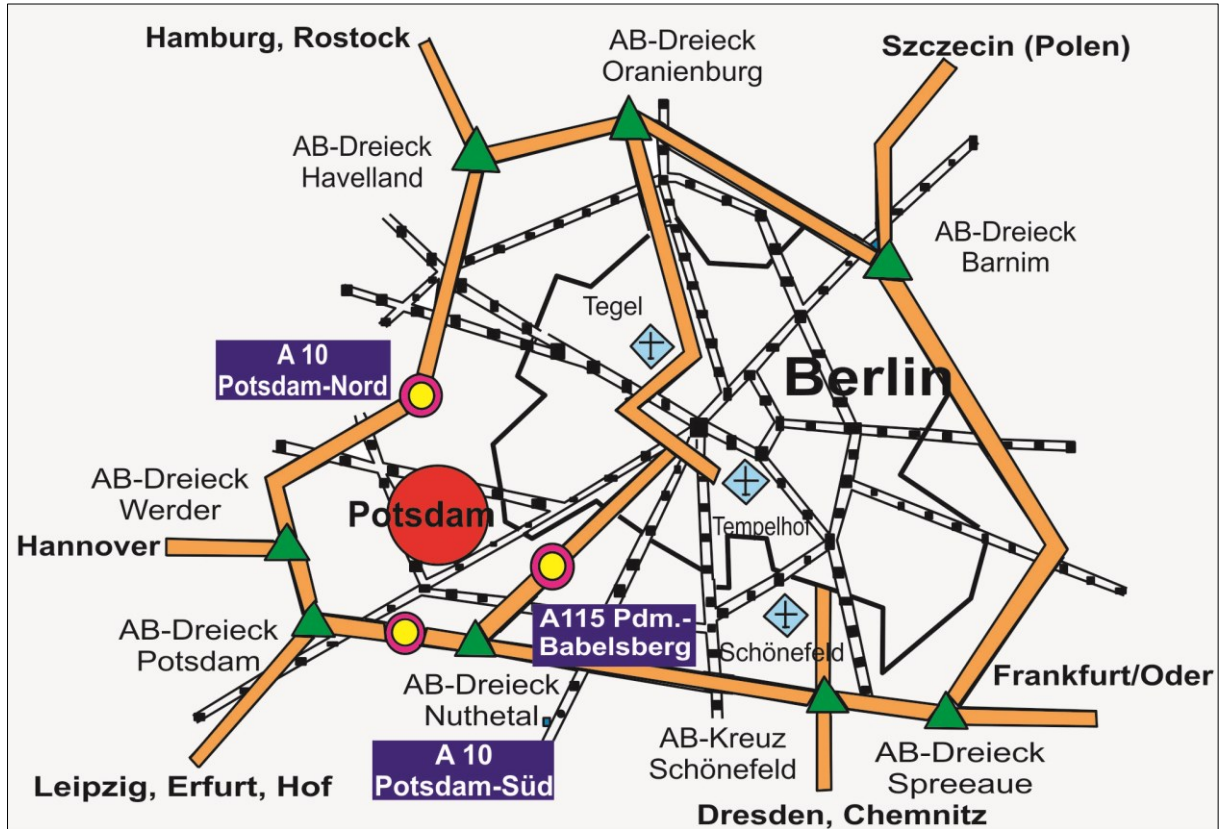 Hamburg, Rostock
AB-Dreieck
Oranienburg
Szczecin (Polen)
AB-Dreieck
Havelland
AB-Dreieck
Barnim
Tegel
A 10
Potsdam-Nord
Berlin
AB-Dreieck
Werder
Potsdam
Hannover
Tempelhof
A115 Pdm.-
Babelsberg
AB-Dreieck
Potsdam
Schönefeld
AB-Dreieck
Nuthetal
Frankfurt/Oder
A 10
Potsdam-Süd
AB-Kreuz
Schönefeld
AB-Dreieck
Spreeaue
Leipzig, Erfurt, Hof
Dresden, Chemnitz